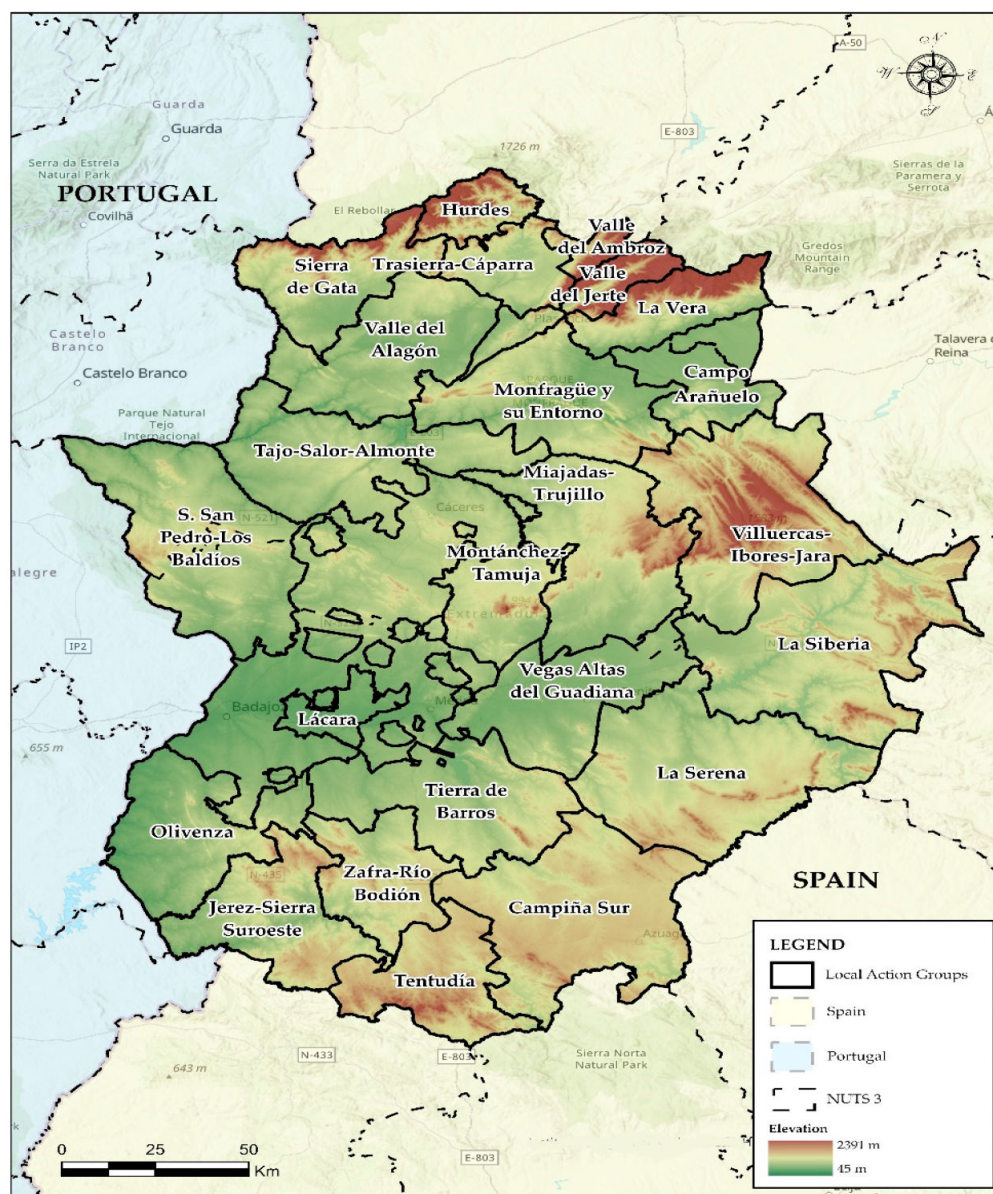 N
W
E
S
A-50
E-803
Guarda
Guarda
Serra da Estrela
Natural Park
PORTUGAL
Covilhã
1726 m
Sierras de la
Paramera y
Serrota
El Rebollar
Hurdes
Valle
del Ambroz
Gredos
Mountain
Range
Sierra
de Gata
Trasierra-Cáparra
Valle
del Jerte
La Vera
Castelo
Branco
Castelo Branco
Valle del
Alagón
Talavera
Reina
Campo
Arañuelo
Monfragüe y
su Entorno
Parque Natural
Tejo
Internacional
Tajo-Salor-Almonte
Miajadas-
Trujillo
Cáceres
N-521
S. San
Pedro-Los
Baldíos
Montánchez-
Tamuja
Villuercas-
Ibores-Jara
alegre
Extremadura
IP2
La Siberia
Vegas Altas
del Guadiana
Badajoz
Lácara
655 m
La Serena
Tierra de
Barros
Olivenza
N-435
Zafra-Río
Bodión
SPAIN
Jerez-Sierra
Suroeste
Campiña Sur
Azuaga
Tentudía
LEGEND
Local Action Groups
Spain
Portugal
NUTS 3
Elevation
2391 m
45 m
N-433
E-803
643 m
Sierra Norta
Natural Park
0 25 50
Km
E-803